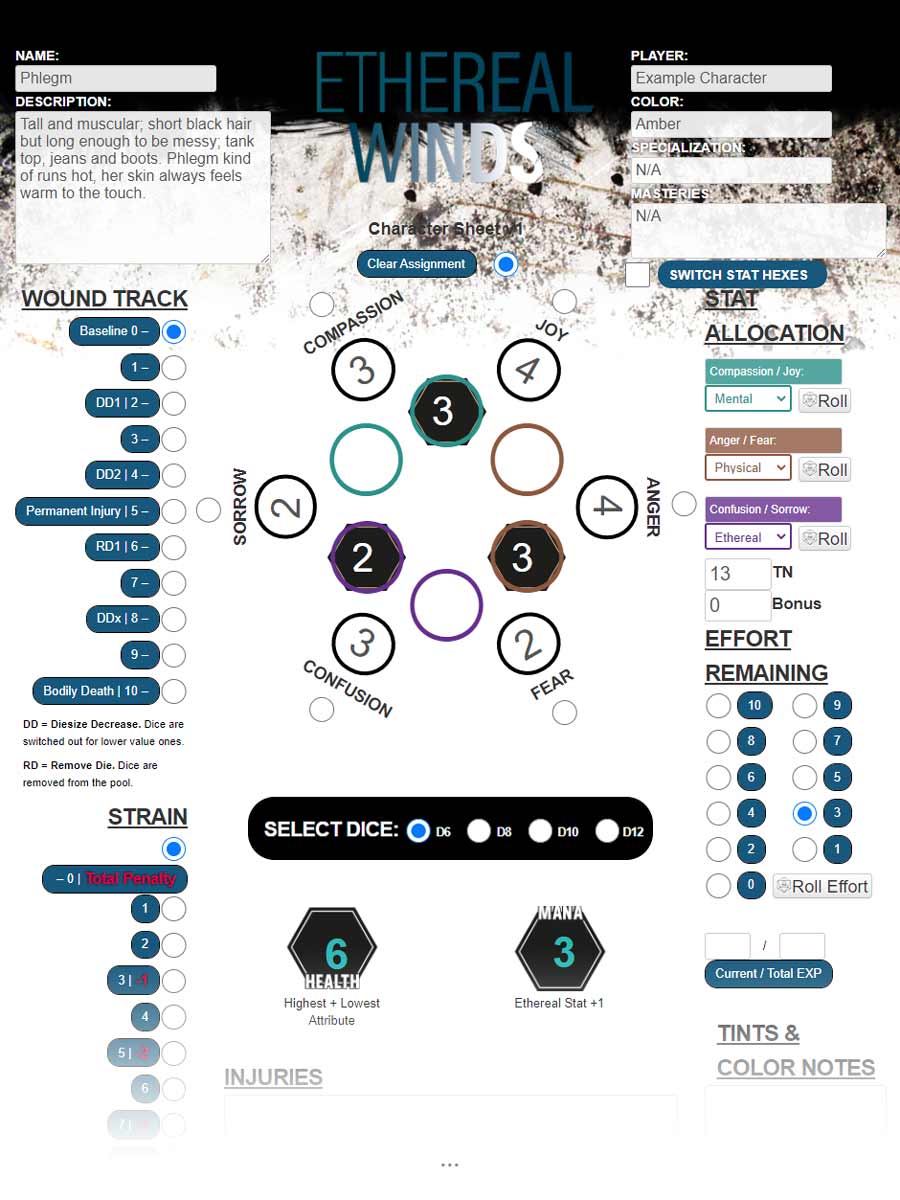 NAME:
Phlegm
DESCRIPTION:
Tall and muscular; short black hair
but long enough to be messy; tank
top, jeans and boots. Phlegm kind
of runs hot, her skin always feels
warm to the touch.
ETHEREAL
WINDS
Character Sheet v1
Clear Assignment
PLAYER:
Example Character
COLOR:
Amber
SPECIALIZATION:
N/A
MASTERIES
N/A
SWITCH STAT HEXES
WOUND TRACK
Baseline 0 –
1 –
DD1 | 2 –
3 –
DD2 | 4 –
Permanent Injury | 5 –
RD1 | 6 –
7 –
DDx | 8 –
9 –
Bodily Death | 10 –
DD = Diesize Decrease. Dice are
switched out for lower value ones.
RD = Remove Die. Dice are
removed from the pool.
STRAIN
– 0 | Total Penalty
1
2
3 | -1
4
5 | -2
6
COMPASSION
3
JOY
4
3
SORROW
2
ANGER
4
2
3
3
CONFUSION
2
FEAR
SELECT DICE: D6 D8 D10 D12
6
HEALTH
Highest + Lowest
Attribute
MANA
3
Ethereal Stat +1
INJURIES
STAT
ALLOCATION
Compassion / Joy:
Mental Roll
Anger / Fear:
Physical Roll
Confusion / Sorrow:
Ethereal Roll
13 TN
0 Bonus
EFFORT
REMAINING
10 9
8 7
6 5
4 3
2 1
0 Roll Effort
/
Current / Total EXP
TINTS &
COLOR NOTES
...